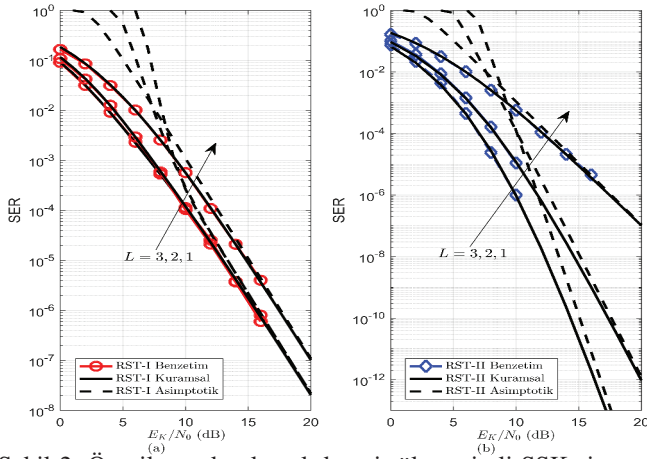 10^0
10^-1
10^-2
10^-3
10^-4
10^-5
10^-6
10^-7
10^-8
SER
L = 3, 2, 1
RST-I Benzetim
RST-I Kuramsal
RST-I Asimptotik
0 5 10 15 20
E_K/N_0 (dB)
(a)
10^0
10^-2
10^-4
10^-6
10^-8
10^-10
10^-12
SER
L = 3, 2, 1
RST-II Benzetim
RST-II Kuramsal
RST-II Asimptotik
0 5 10 15 20
E_K/N_0 (dB)
(b)